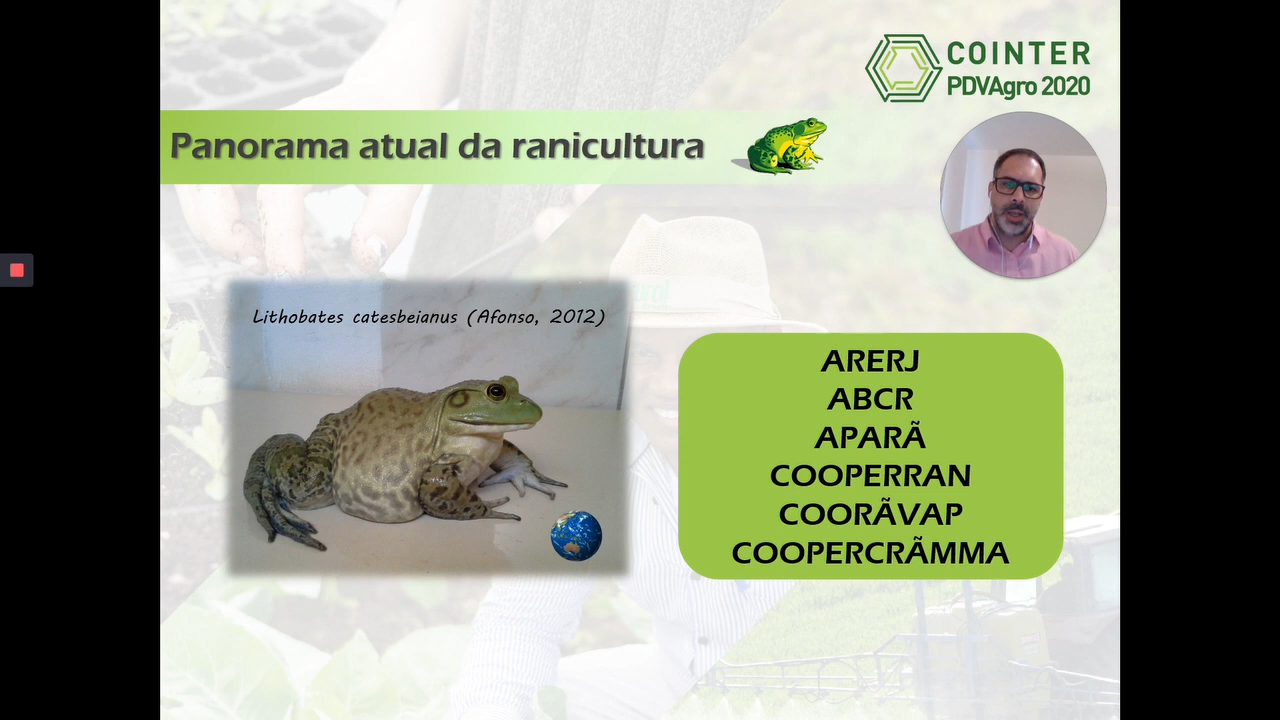 COINTER
PDVAgro 2020
Panorama atual da ranicultura
Lithobates catesbeianus (Afonso, 2012)
ARERJ
ABCR
APARÃ
COOPERRAN
COORÃVAP
COOPERCRÃMMA